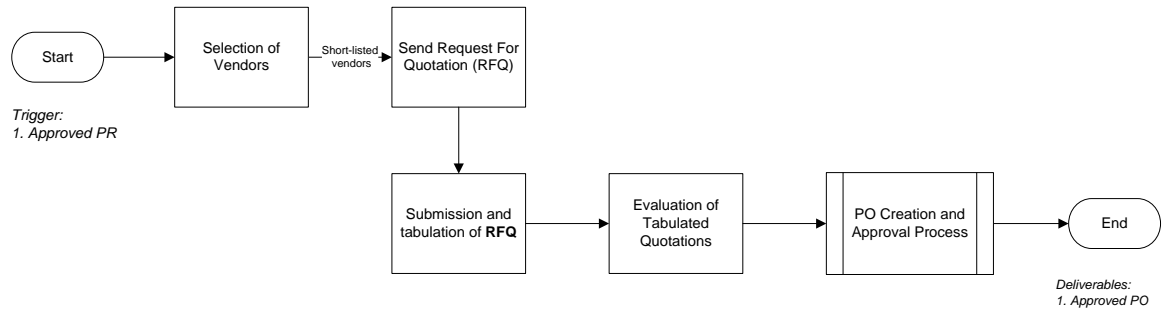 Start
Selection of
Vendors
Short-listed
vendors
Send Request For
Quotation (RFQ)
Trigger:
1. Approved PR
Submission and
tabulation of RFQ
Evaluation of
Tabulated
Quotations
PO Creation and
Approval Process
End
Deliverables:
1. Approved PO